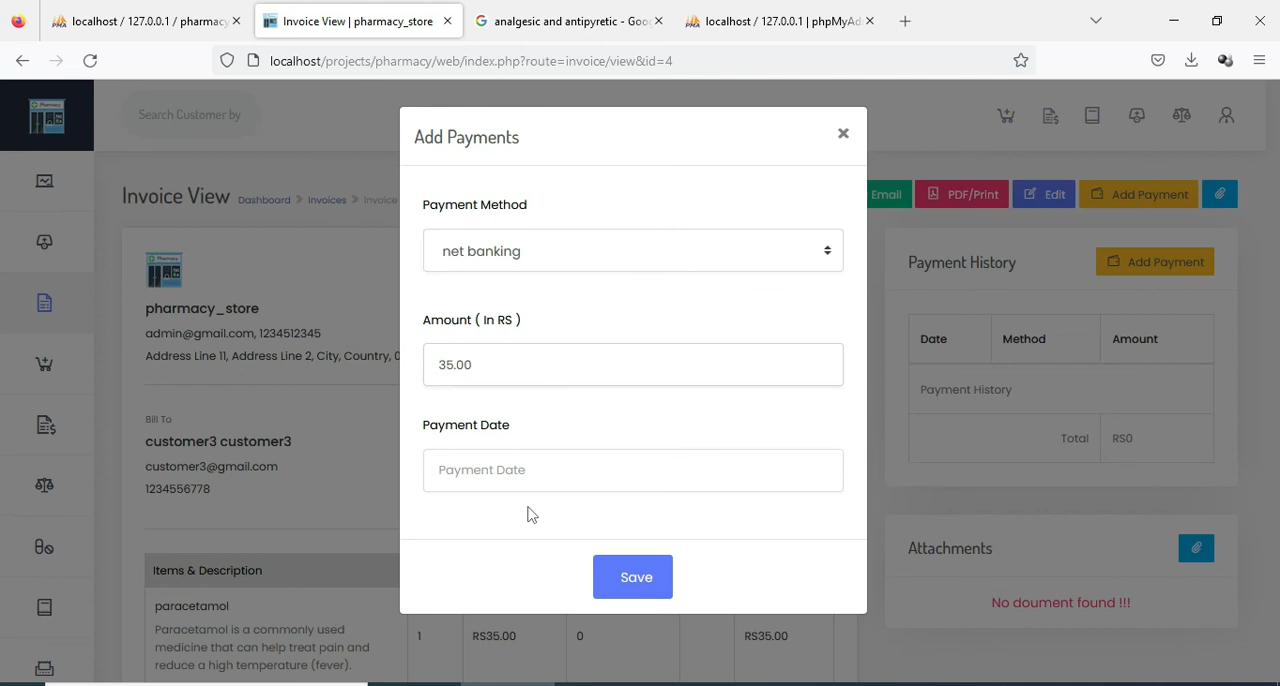 localhost / 127.0.0.1 / pharmacy
Invoice View | pharmacy_store
analgesic and antipyretic - Goo
localhost / 127.0.0.1 | phpMyAd
localhost/projects/pharmacy/web/index.php?route=invoice/view&id=4
Pharmacy
Search Customer by
Invoice View
Dashboard
Invoices
Invoice
Email
PDF/Print
Edit
Add Payment
Add Payments
Payment Method
net banking
Amount ( In RS )
35.00
Payment Date
Payment Date
Save
pharmacy_store
admin@gmail.com, 1234512345
Address Line 11, Address Line 2, City, Country, 0
Bill To
customer3 customer3
customer3@gmail.com
1234556778
Items & Description
paracetamol
Paracetamol is a commonly used
medicine that can help treat pain and
reduce a high temperature (fever).
1 RS35.00 0 RS35.00
Payment History
Add Payment
Date Method Amount
Payment History
Total RS0
Attachments
No doument found !!!